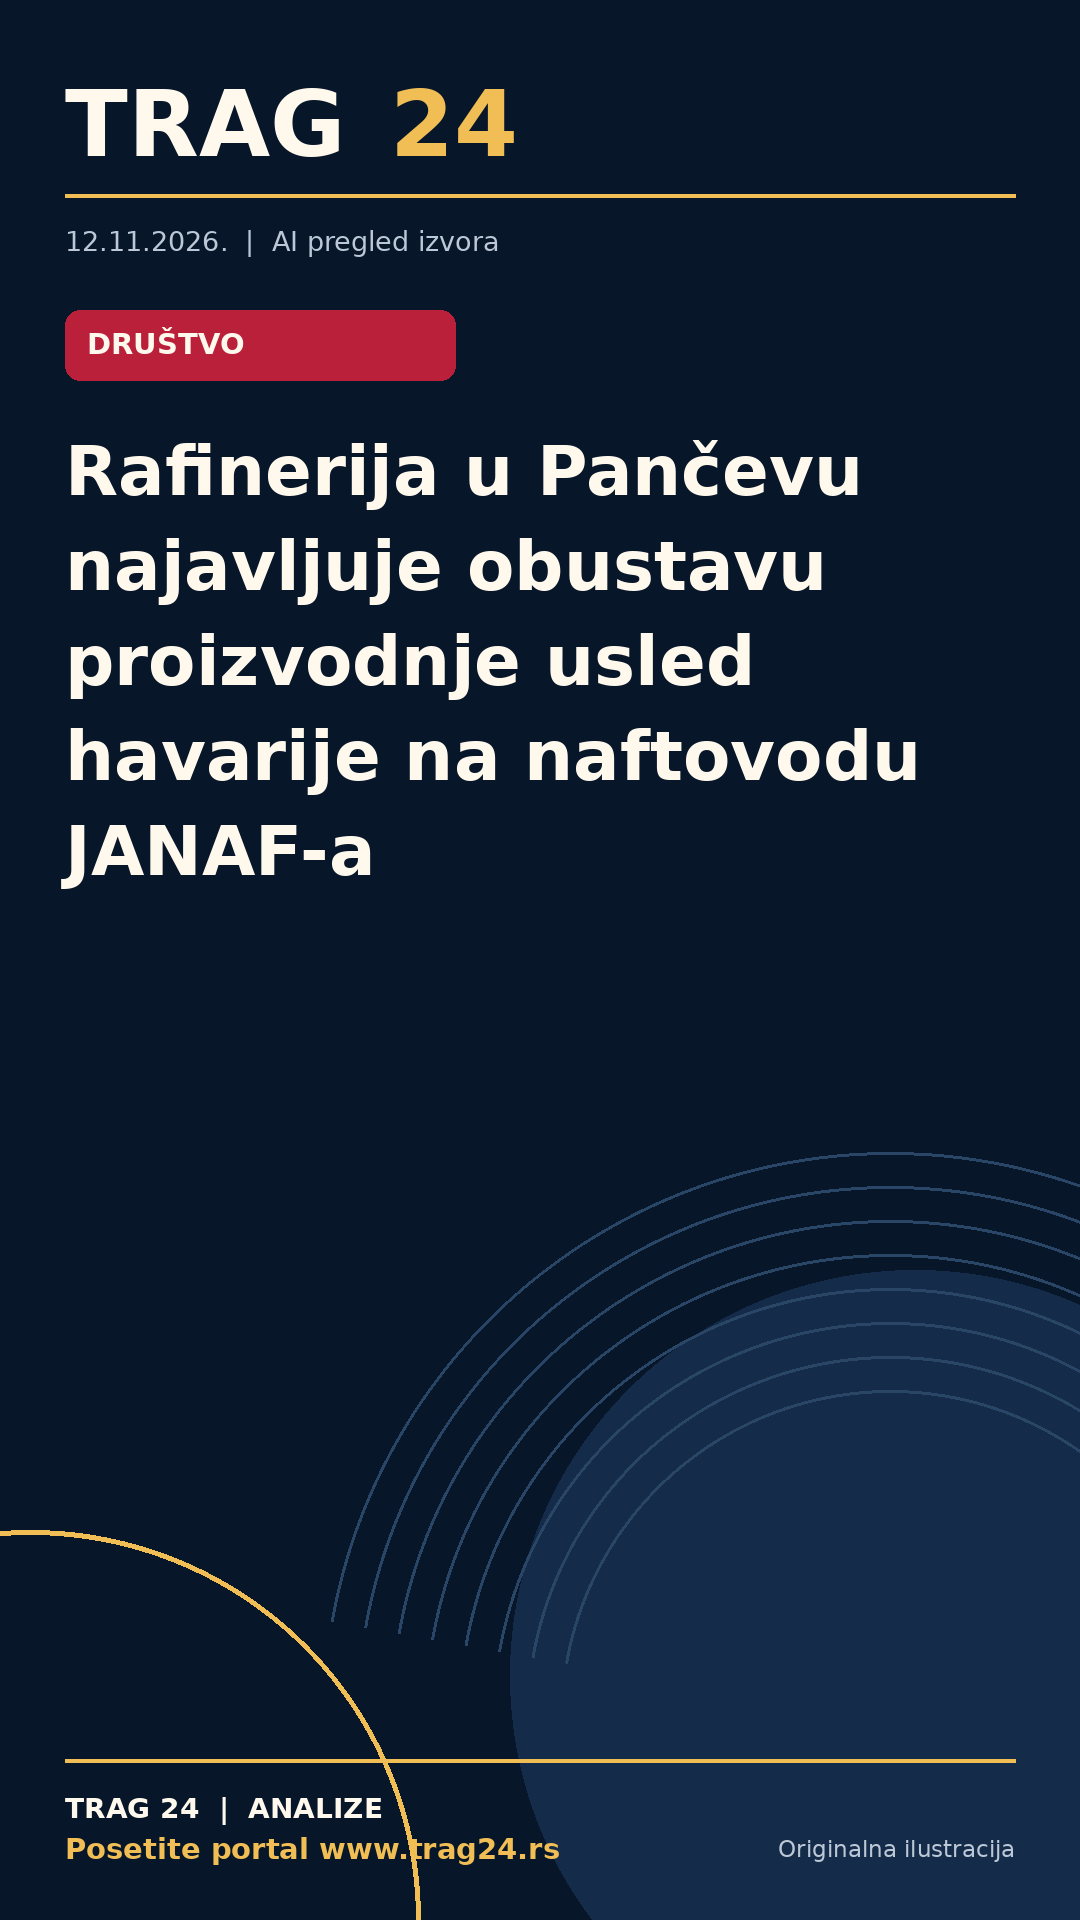 TRAG 24
12.11.2026. | AI pregled izvora
DRUŠTVO
Rafinerija u Pančevu
najavljuje obustavu
proizvodnje usled
havarije na naftovodu
JANAF-a
TRAG 24 | ANALIZE
Posetite portal www.trag24.rs
Originalna ilustracija